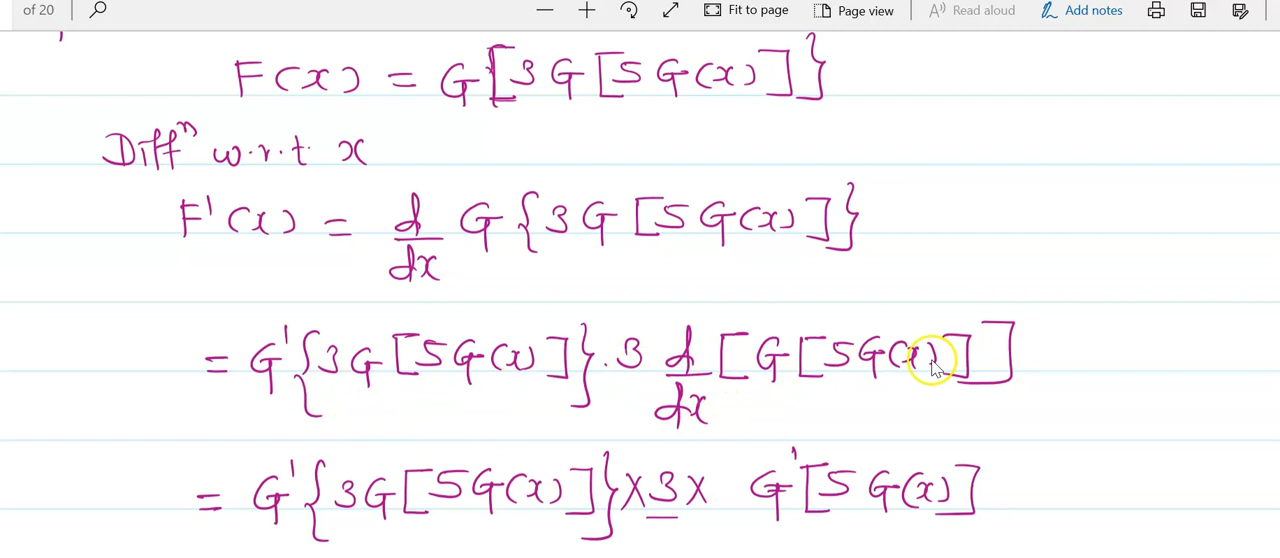 of 20 Fit to page Page view Read aloud Add notes
F(x) = G[3G[5G(x)]}
Diffⁿ w.r.t. x
F'(x) = d/dx G{3G[5G(x)]}
= G'{3G[5G(x)]}.3 d/dx [G[5G(x)]]
= G'{3G[5G(x)]}×3× G'[5G(x)]